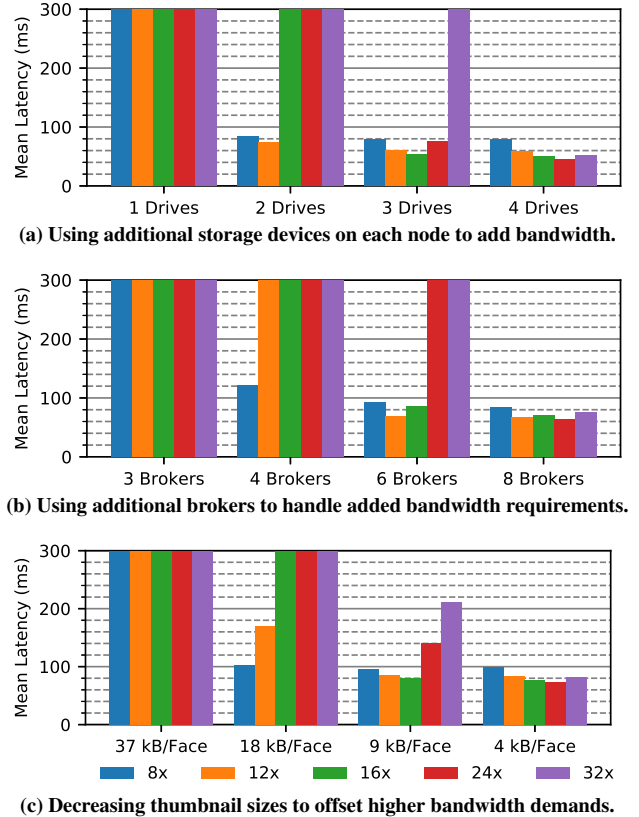 Mean Latency (ms)
300
200
100
0
1 Drives 2 Drives 3 Drives 4 Drives
(a) Using additional storage devices on each node to add bandwidth.
Mean Latency (ms)
300
200
100
0
3 Brokers 4 Brokers 6 Brokers 8 Brokers
(b) Using additional brokers to handle added bandwidth requirements.
Mean Latency (ms)
300
200
100
0
37 kB/Face 18 kB/Face 9 kB/Face 4 kB/Face
8x 12x 16x 24x 32x
(c) Decreasing thumbnail sizes to offset higher bandwidth demands.